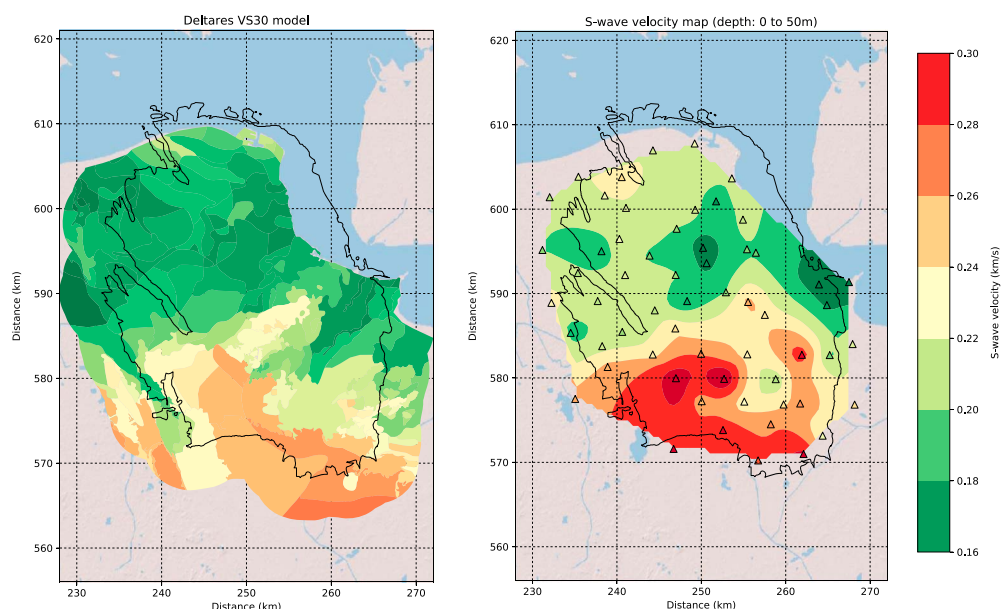 Deltares VS30 model
620
610
600
590
580
570
560
Distance (km)
230 240 250 260 270
Distance (km)
S-wave velocity map (depth: 0 to 50m)
620
610
600
590
580
570
560
Distance (km)
230 240 250 260 270
Distance (km)
0.30
0.28
0.26
0.24
0.22
0.20
0.18
0.16
S-wave velocity (km/s)